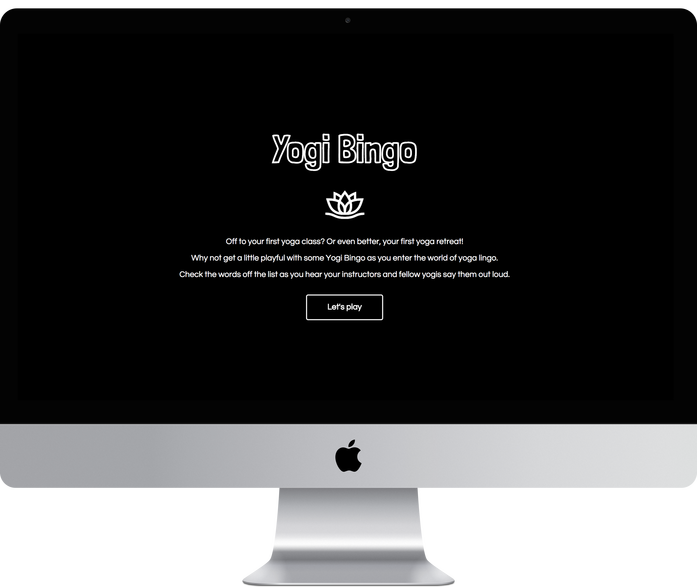 Yogi Bingo
Off to your first yoga class? Or even better, your first yoga retreat!
Why not get a little playful with some Yogi Bingo as you enter the world of yoga lingo.
Check the words off the list as you hear your instructors and fellow yogis say them out loud.
Let's play